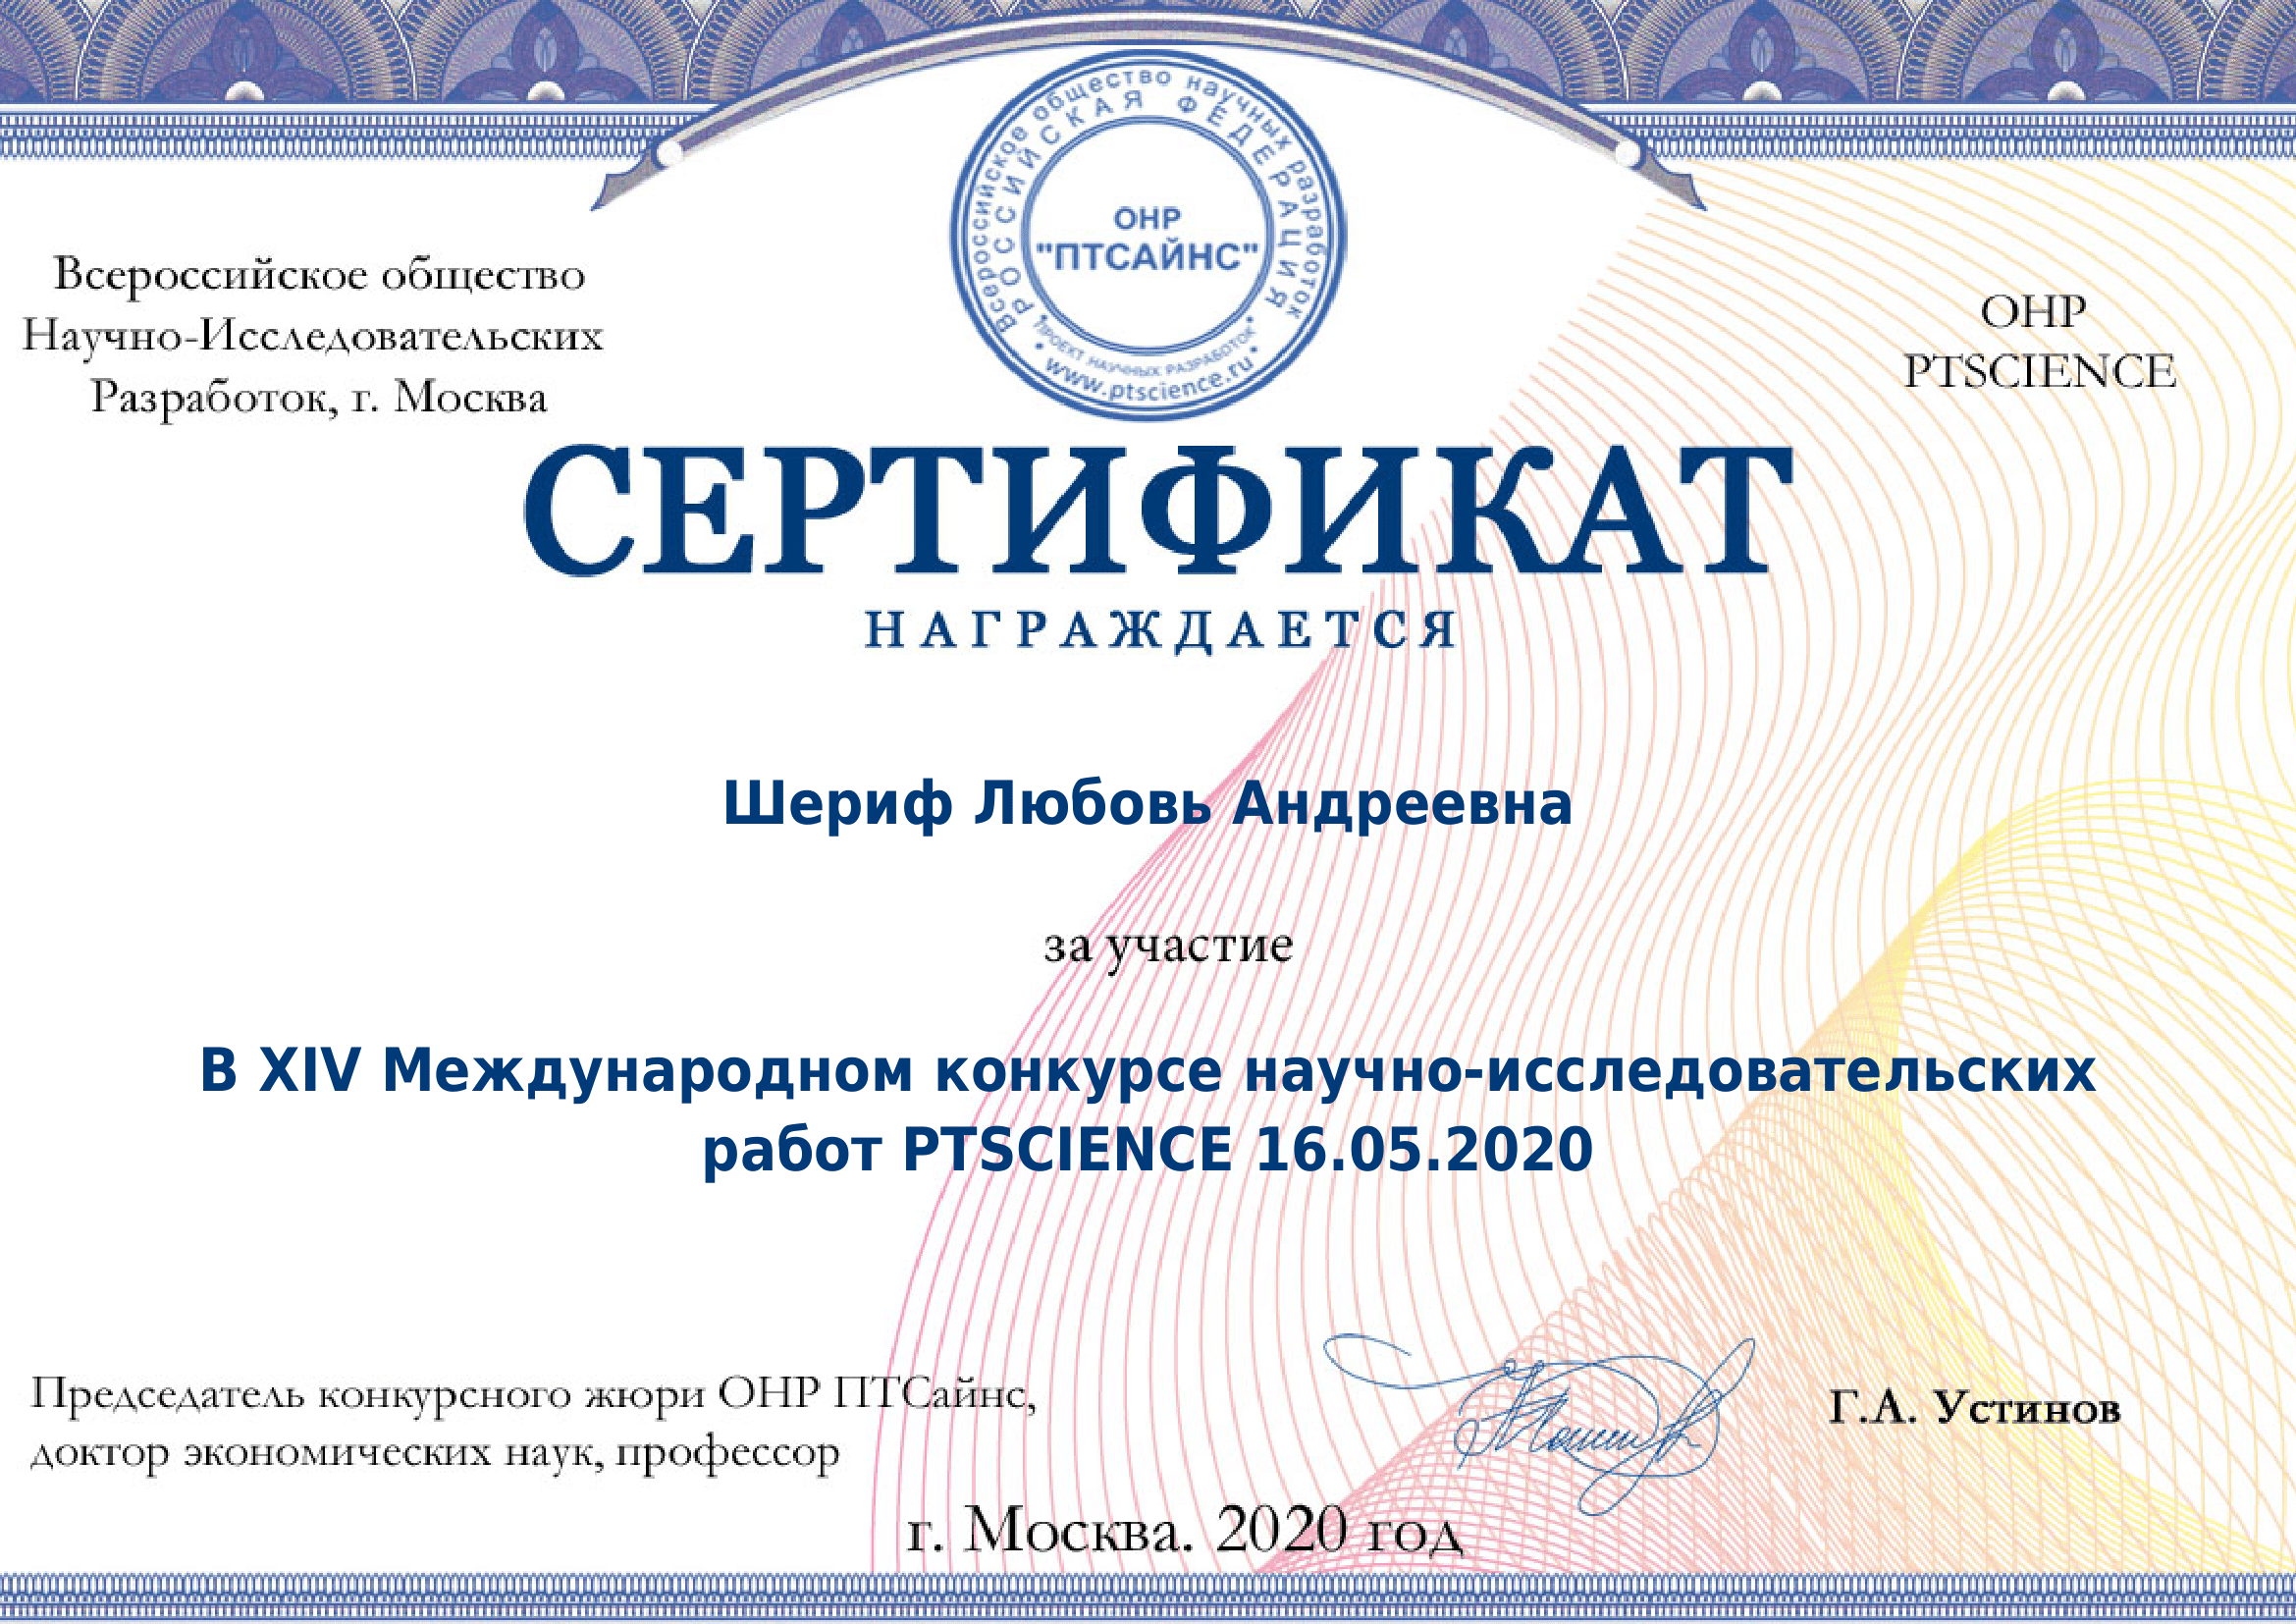 Всероссийское общество научных разработок
РОССИЙСКАЯ ФЕДЕРАЦИЯ
ОНР
"ПТСАЙНС"
• ПРОЕКТ НАУЧНЫХ РАЗРАБОТОК •
• www.ptscience.ru •
Всероссийское общество
Научно-Исследовательских
Разработок, г. Москва
ОНР
PTSCIENCE
СЕРТИФИКАТ
НАГРАЖДАЕТСЯ
Шериф Любовь Андреевна
за участие
В XIV Международном конкурсе научно-исследовательских
работ PTSCIENCE 16.05.2020
Председатель конкурсного жюри ОНР ПТСайнс,
доктор экономических наук, профессор
Г.А. Устинов
г. Москва. 2020 год